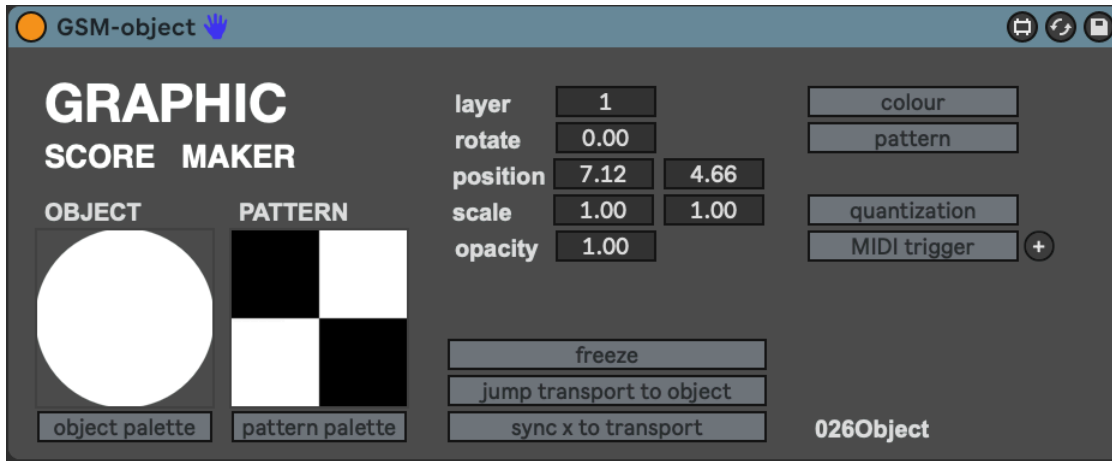 GSM-object
GRAPHIC
SCORE MAKER
OBJECT PATTERN
object palette pattern palette
layer 1
rotate 0.00
position 7.12 4.66
scale 1.00 1.00
opacity 1.00
freeze
jump transport to object
sync x to transport
colour
pattern
quantization
MIDI trigger +
026Object